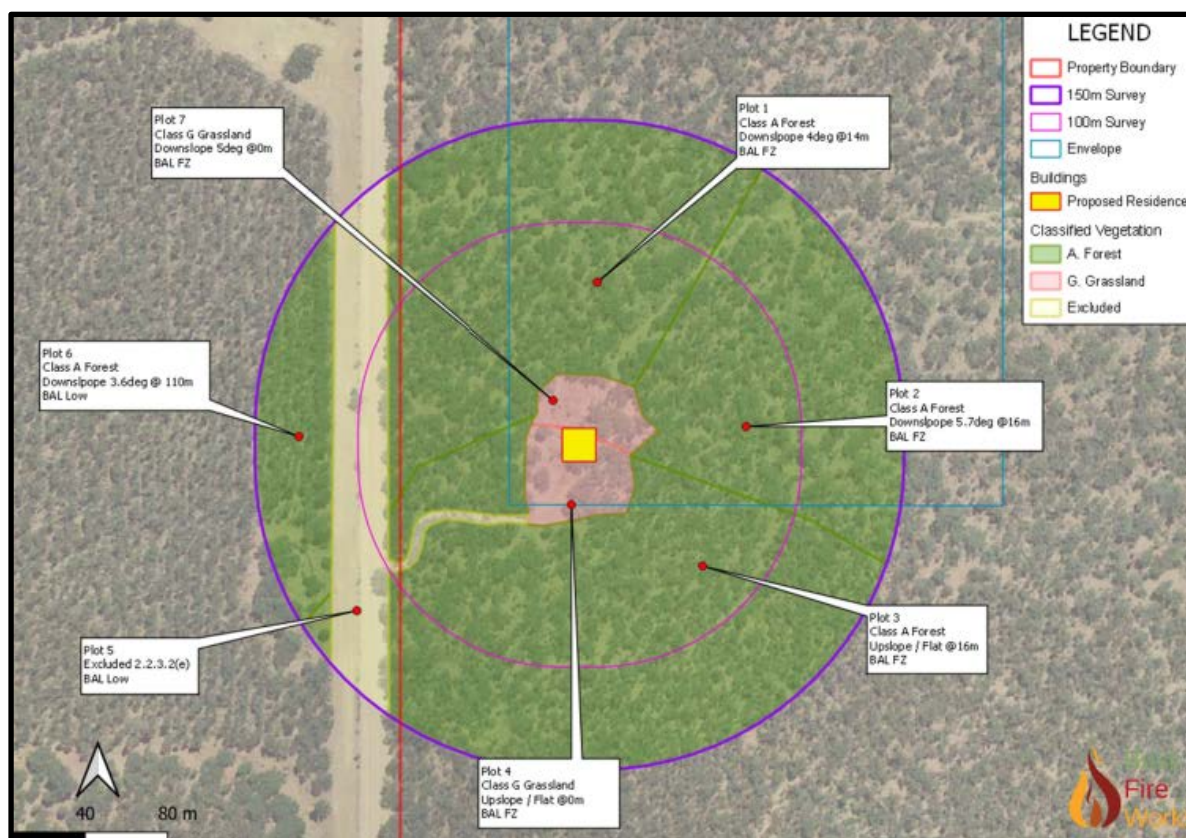 LEGEND
Property Boundary
150m Survey
100m Survey
Envelope
Buildings
Proposed Residence
Classified Vegetation
A. Forest
G. Grassland
Excluded
Plot 7
Class G Grassland
Downslope 5deg @0m
BAL FZ
Plot 1
Class A Forest
Downslpope 4deg @14m
BAL FZ
Plot 6
Class A Forest
Downslpope 3.6deg @ 110m
BAL Low
Plot 2
Class A Forest
Downslpope 5.7deg @16m
BAL FZ
Plot 3
Class A Forest
Upslope / Flat @16m
BAL FZ
Plot 5
Excluded 2.2.3.2(e)
BAL Low
Plot 4
Class G Grassland
Upslope / Flat @0m
BAL FZ
40 80 m
Fire